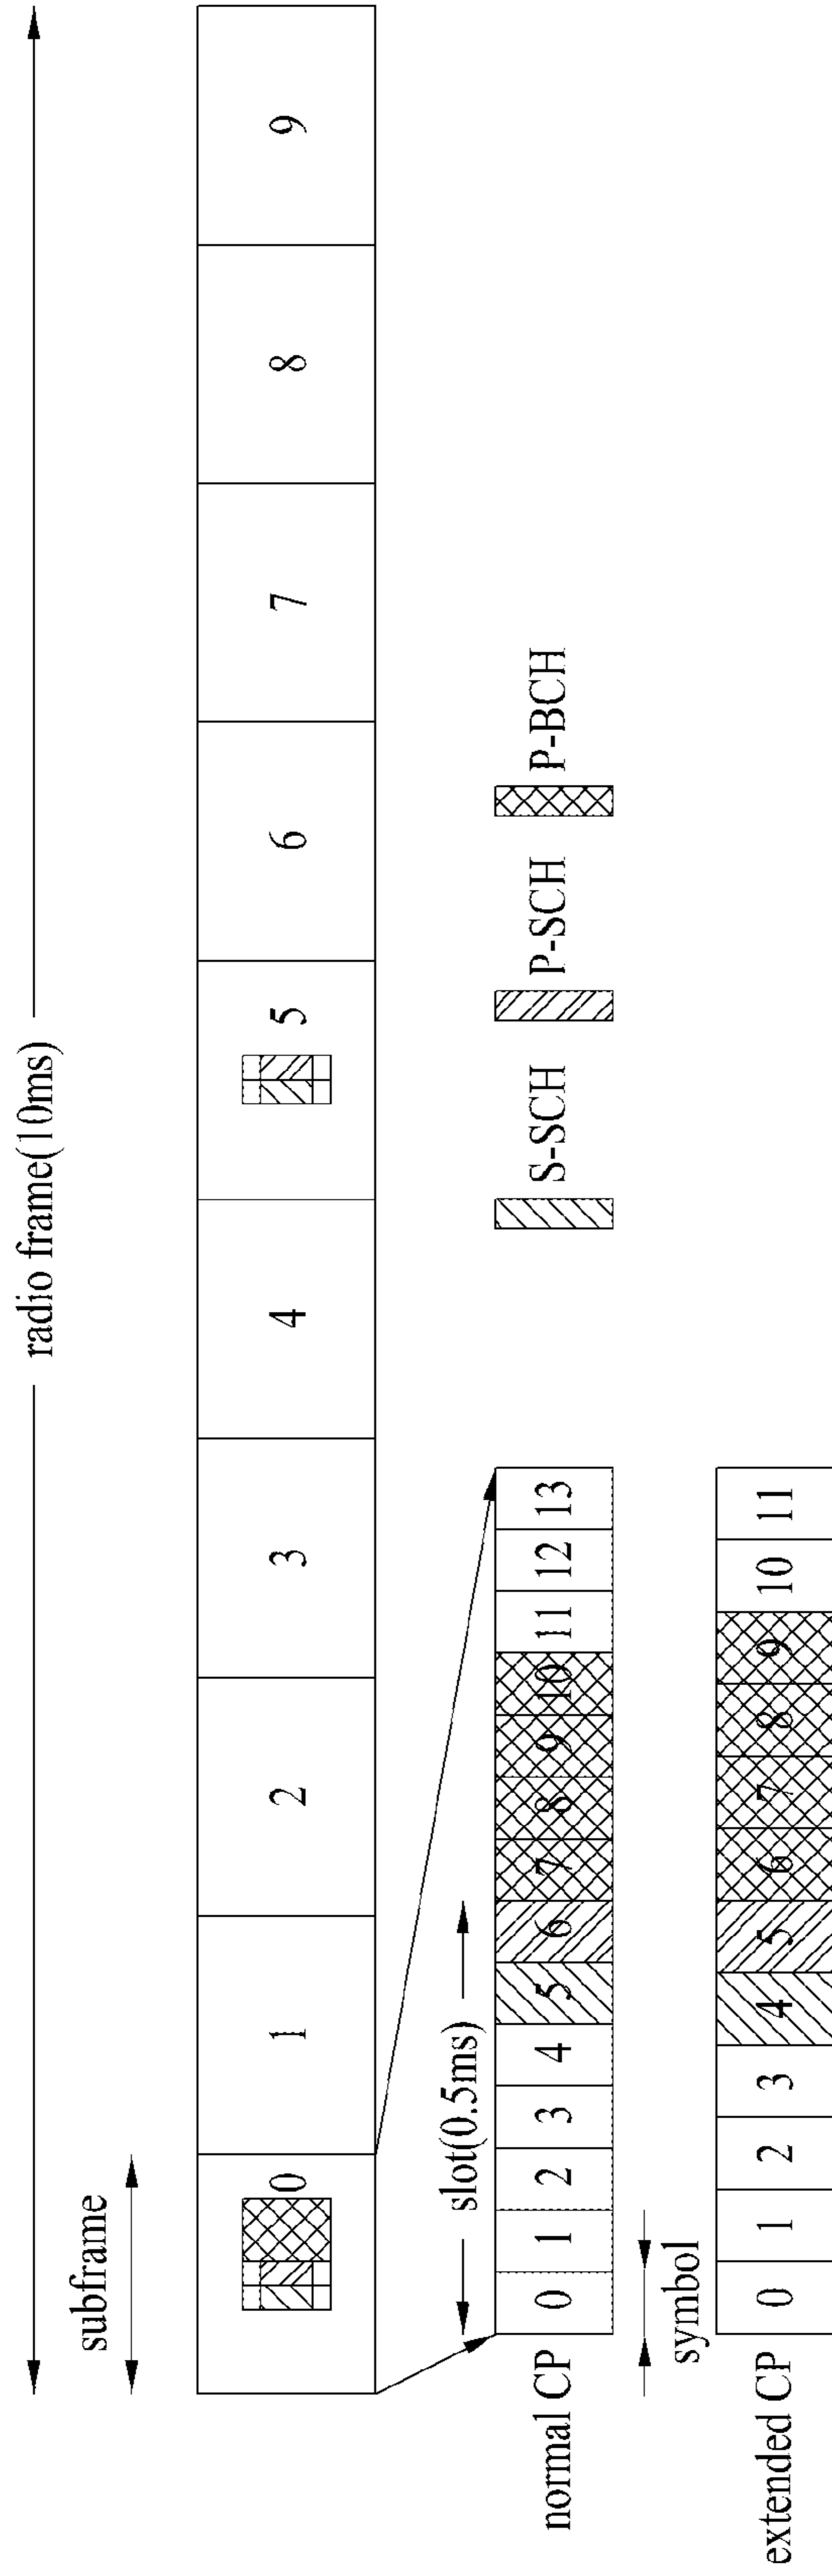 radio frame(10ms)
subframe
0 1 2 3 4 5 6 7 8 9
slot(0.5ms)
normal CP 0 1 2 3 4 5 6 7 8 9 10 11 12 13
S-SCH P-SCH P-BCH
symbol
extended CP 0 1 2 3 4 5 6 7 8 9 10 11